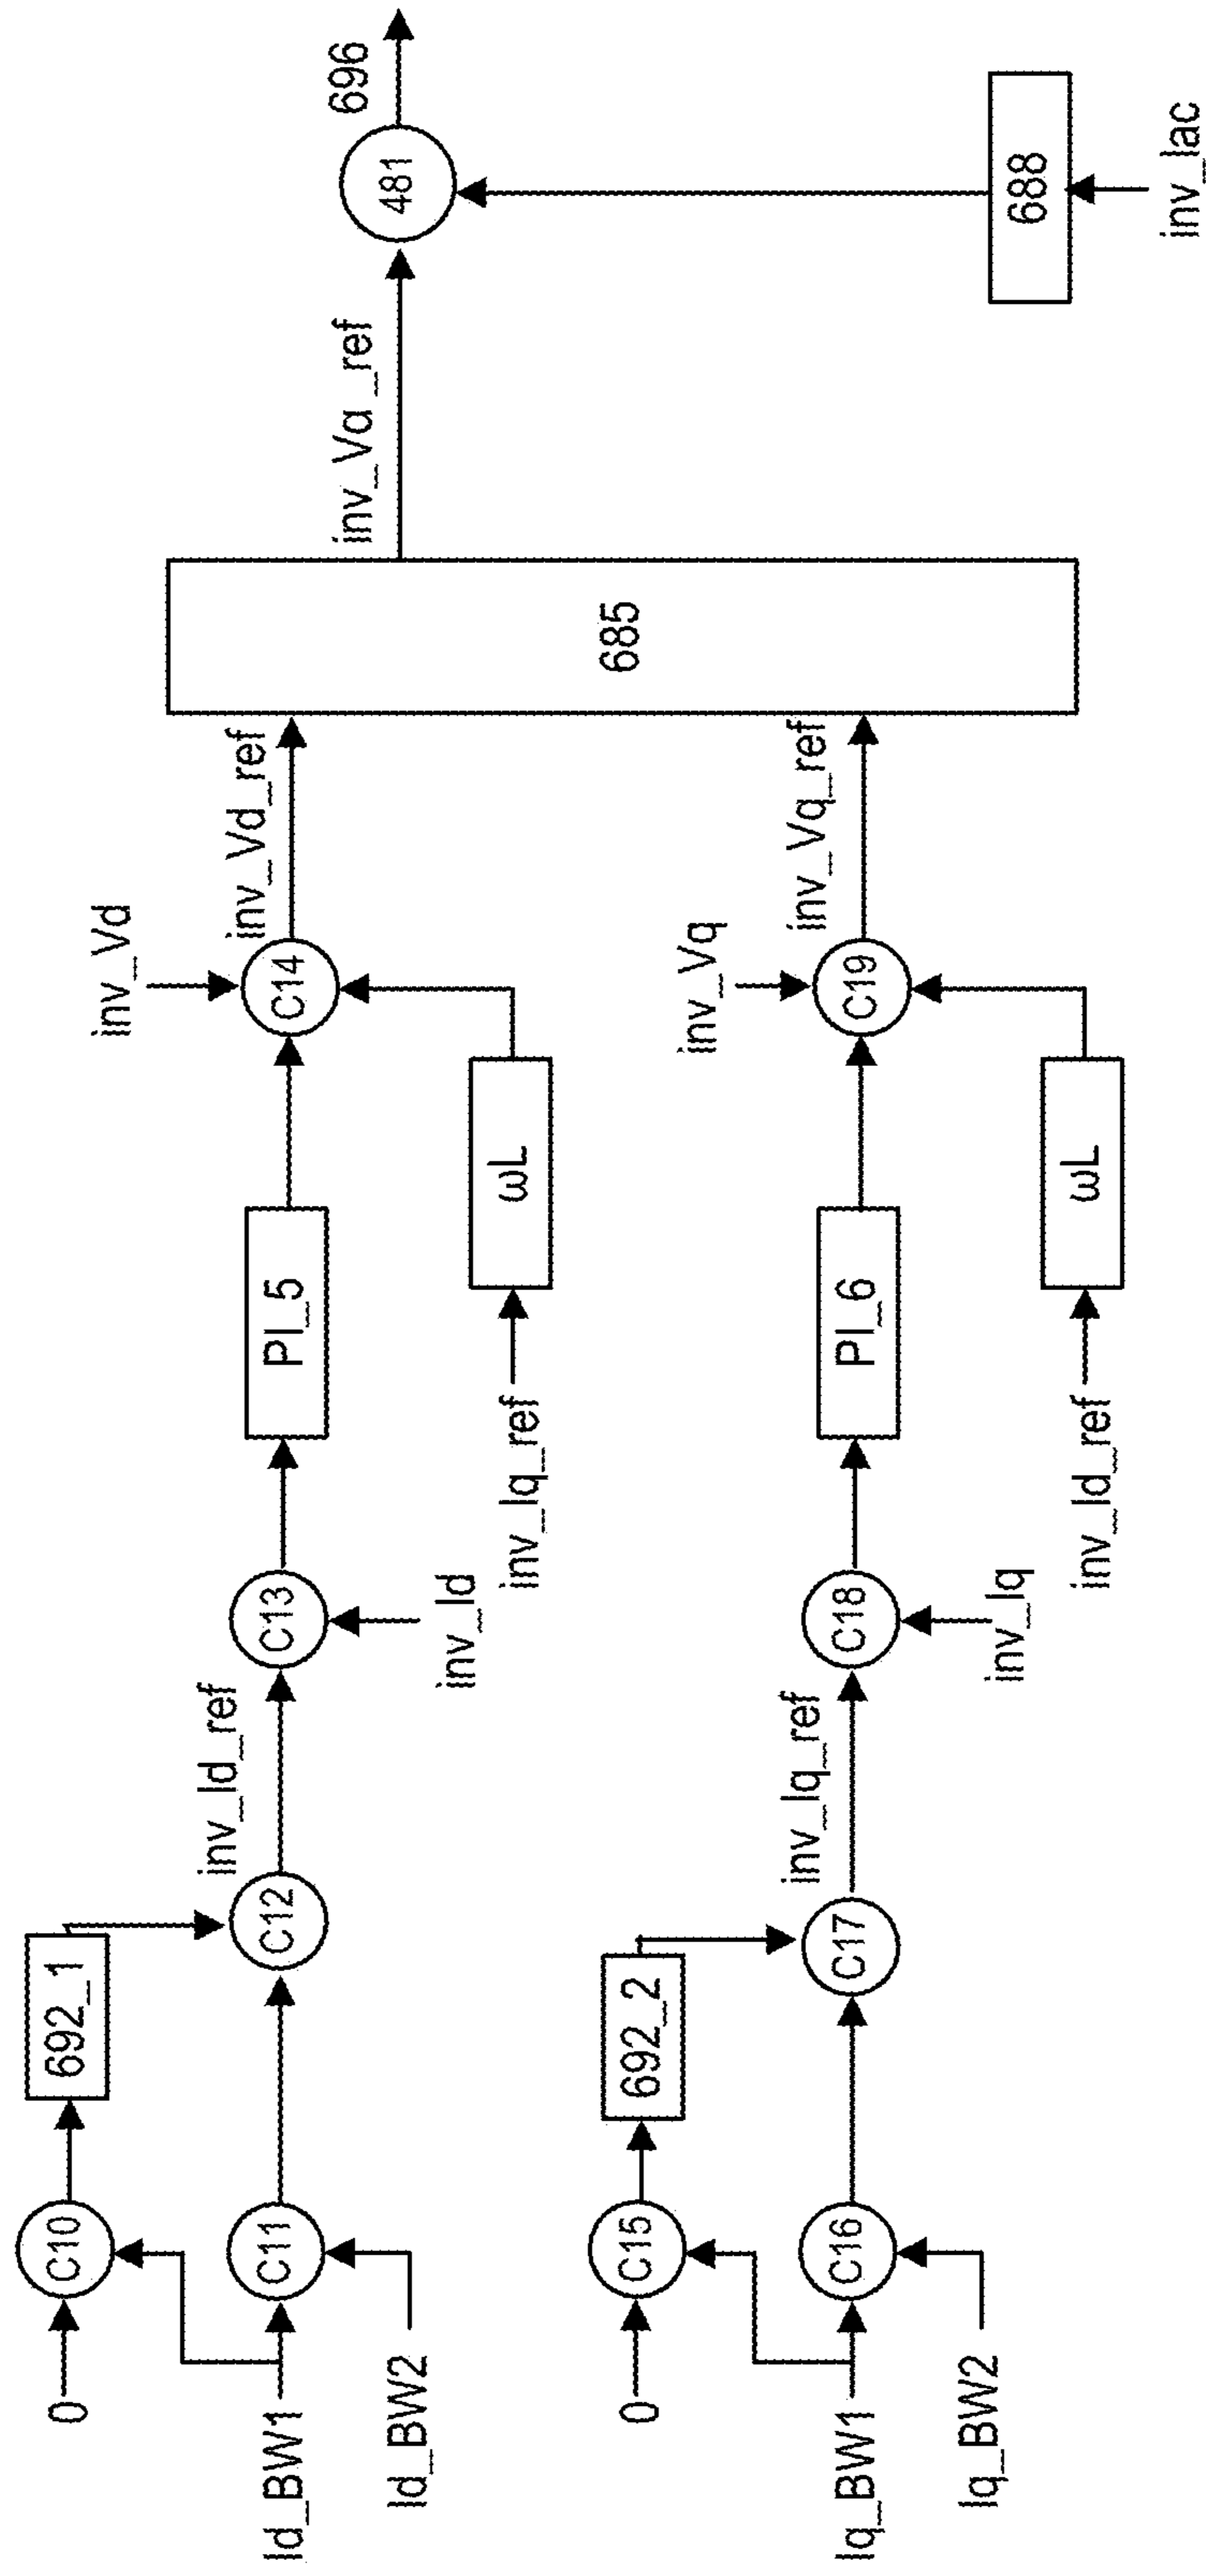 0
C10
692_1
Id_BW1
C11
C12
inv_Id_ref
C13
PI_5
C14
inv_Vd
inv_Vd_ref
Id_BW2
inv_Id
inv_Iq_ref
ωL
685
inv_Vα_ref
481
696
0
C15
692_2
Iq_BW1
C16
C17
inv_Iq_ref
C18
PI_6
C19
inv_Vq
inv_Vq_ref
Iq_BW2
inv_Iq
inv_Id_ref
ωL
688
inv_Iac